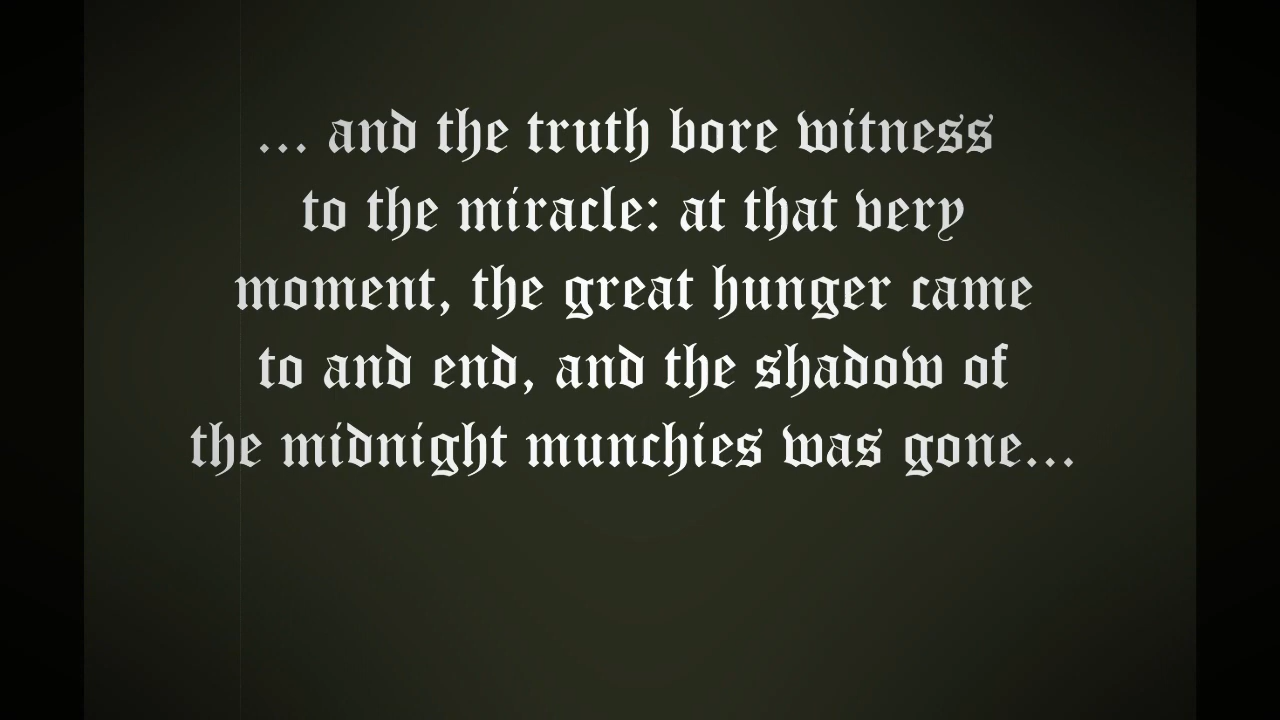 ... and the truth bore witness
to the miracle: at that very
moment, the great hunger came
to and end, and the shadow of
the midnight munchies was gone...